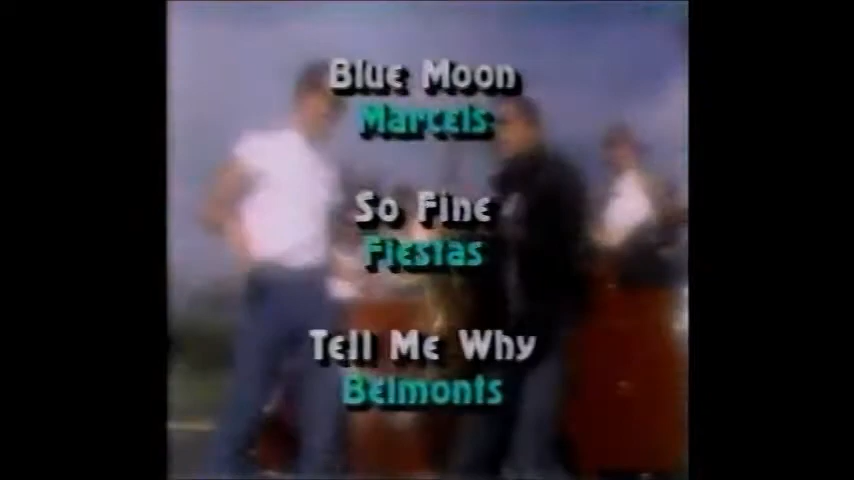 Blue Moon
Marcels
So Fine
Fiestas
Tell Me Why
Belmonts